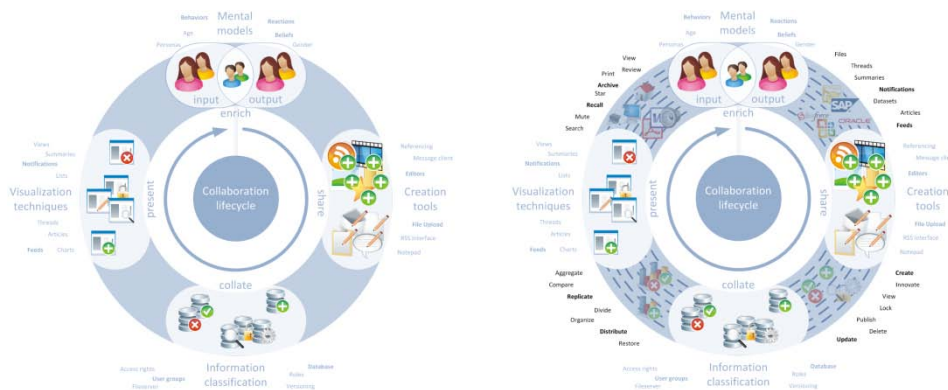 Behaviors
Mental models
Reactions
Age
Beliefs
Personas
Gender
input
output
enrich
Views
Summaries
Notifications
Lists
Visualization techniques
Threads
Articles
Feeds
Charts
present
Collaboration lifecycle
share
Referencing
Message client
Editors
Creation tools
File Upload
RSS Interface
Notepad
collate
Information classification
Access rights
User groups
Fileserver
Database
Rules
Versioning
Behaviors
Mental models
Reactions
Age
Beliefs
Personas
Gender
input
output
enrich
View
Review
Print
Archive
Star
Recall
Mute
Search
Files
Threads
Summaries
Notifications
Datasets
Articles
Feeds
SAP
ORACLE
Views
Summaries
Notifications
Lists
Visualization techniques
Threads
Articles
Feeds
Charts
present
Collaboration lifecycle
share
Referencing
Message clie
Editors
Creation tools
File Upload
RSS Interface
Notepad
Aggregate
Compare
Replicate
Divide
Organize
Distribute
Restore
collate
Create
Innovate
View
Lock
Publish
Delete
Update
Information classification
Access rights
User groups
Fileserver
Database
Rules
Versioning